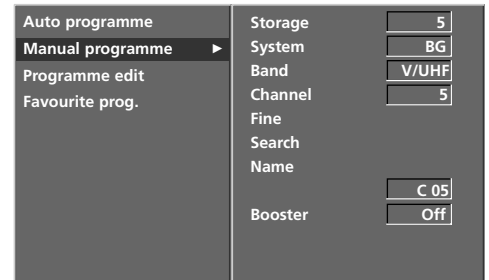 Auto programme
Manual programme ►
Programme edit
Favourite prog.
Storage 5
System BG
Band V/UHF
Channel 5
Fine
Search
Name
C 05
Booster Off